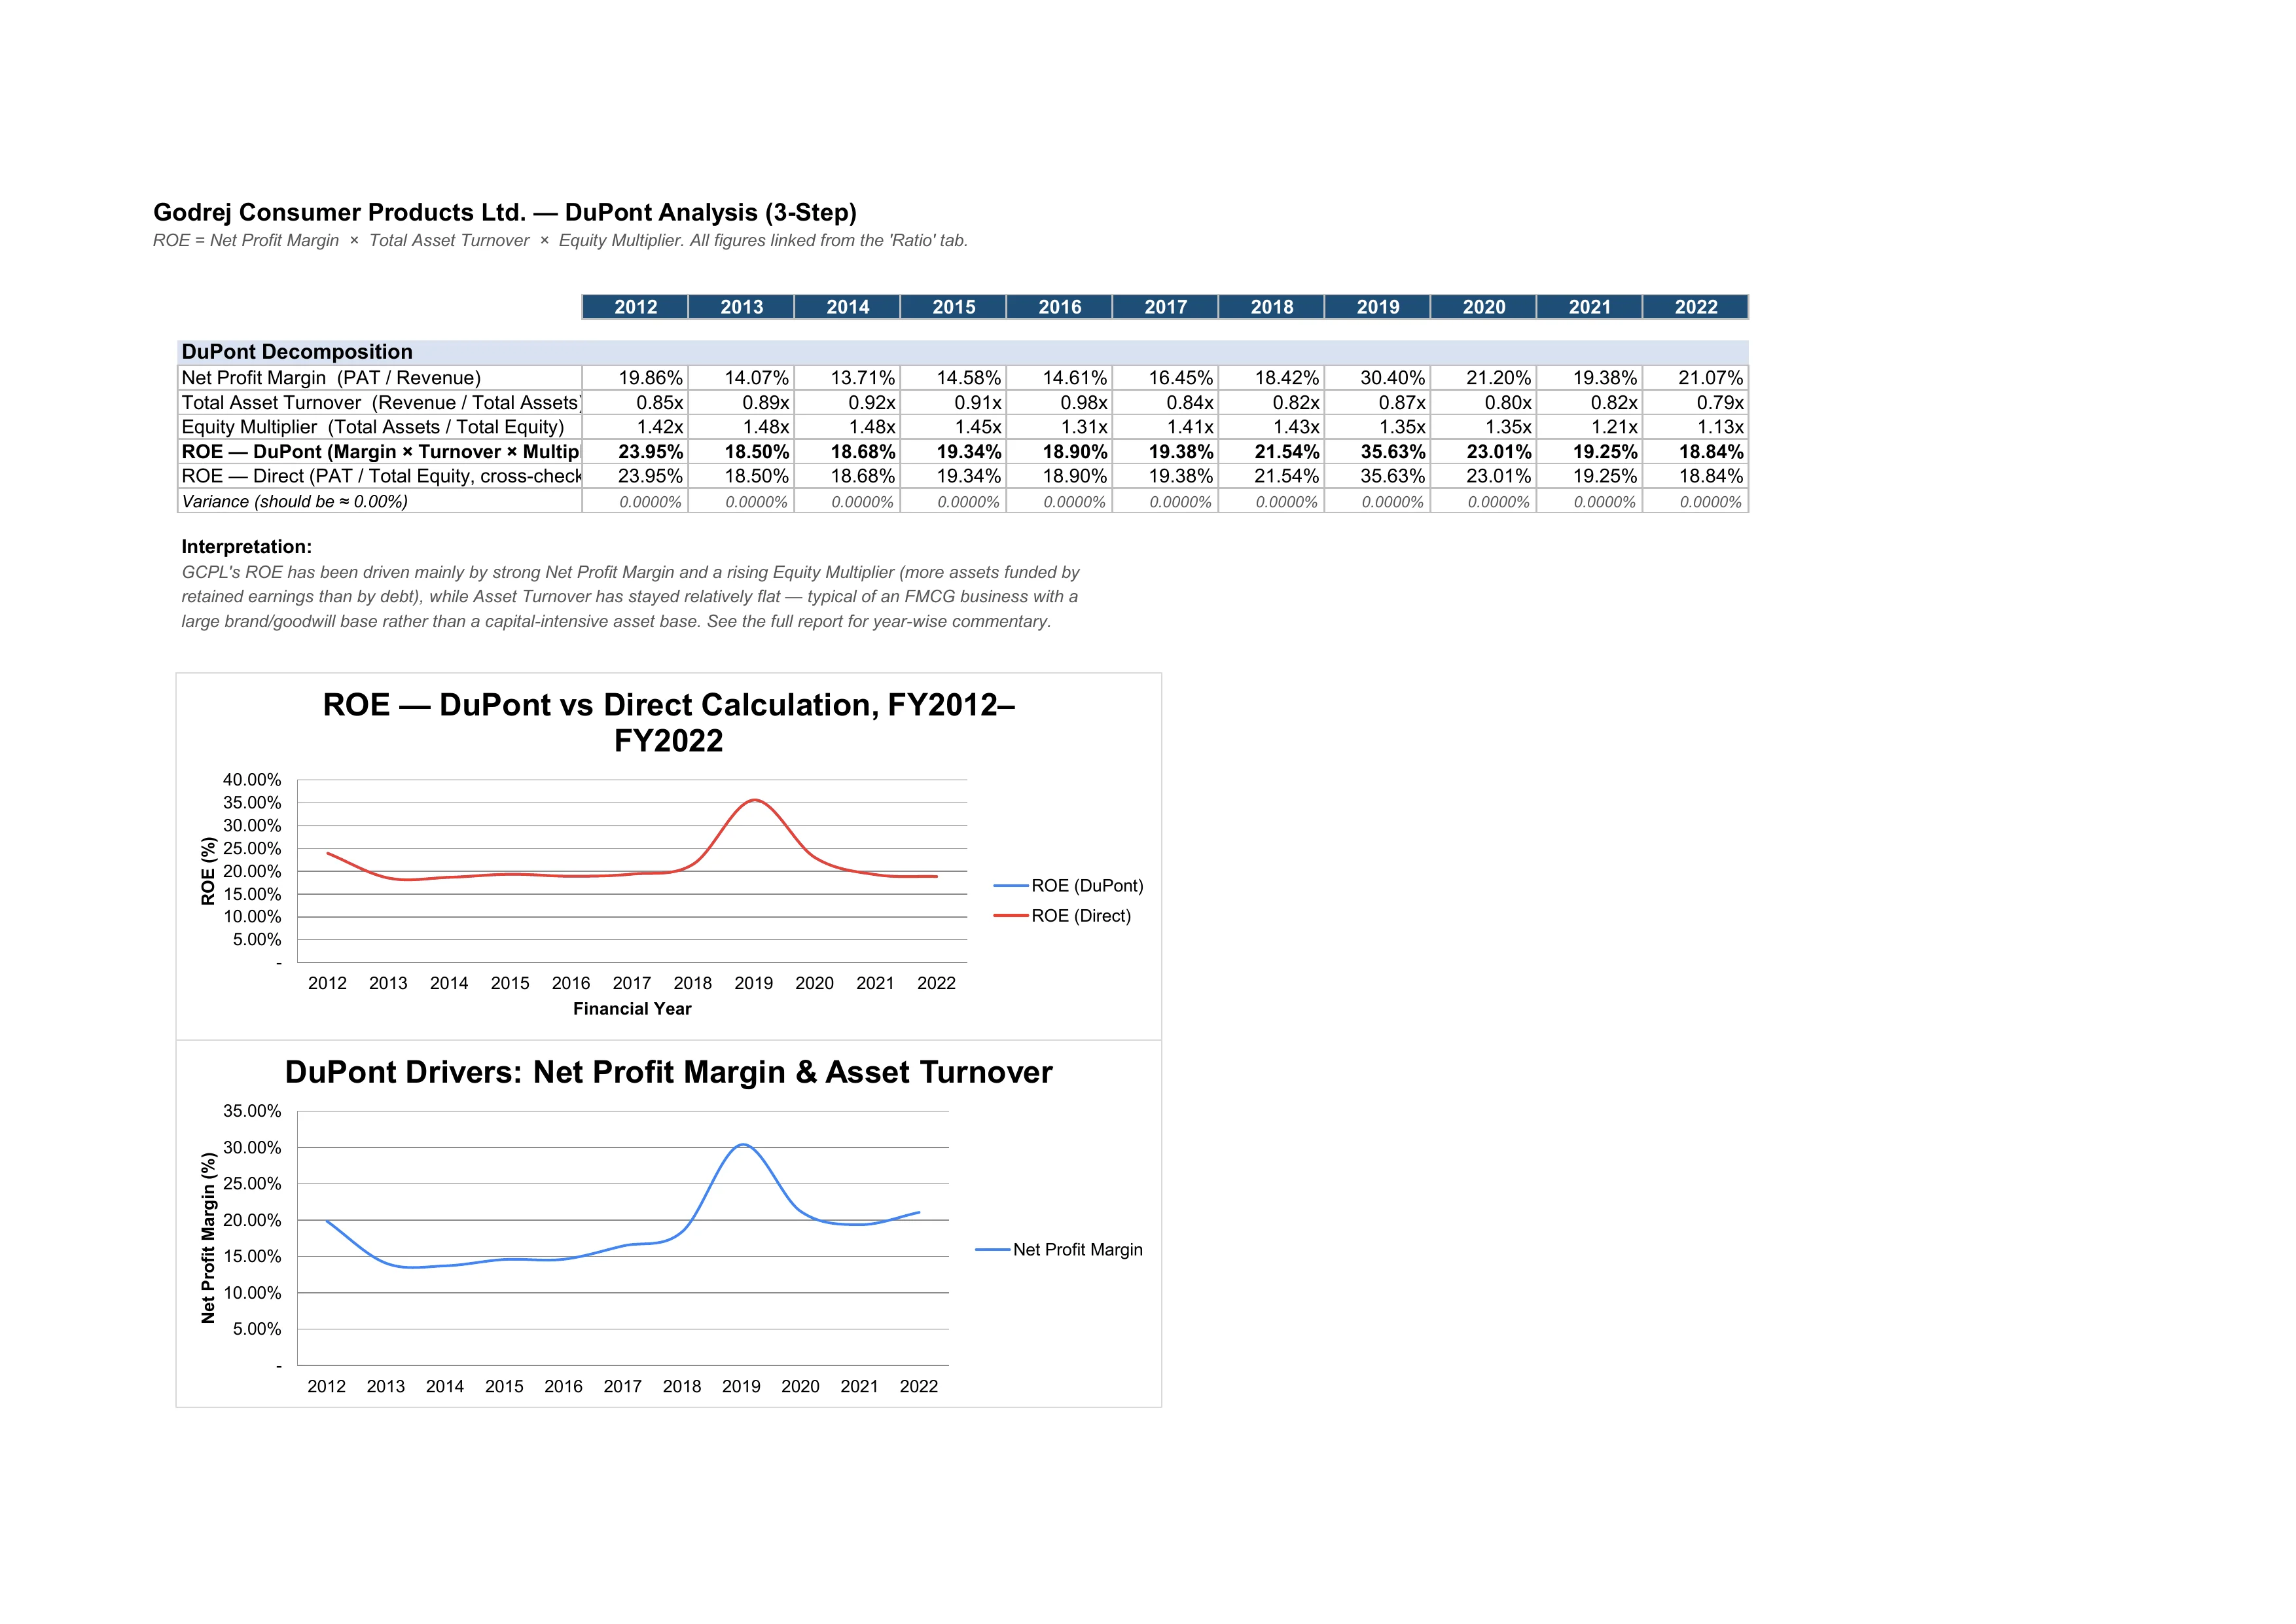 Godrej Consumer Products Ltd. — DuPont Analysis (3-Step)
ROE = Net Profit Margin × Total Asset Turnover × Equity Multiplier. All figures linked from the 'Ratio' tab.
2012 2013 2014 2015 2016 2017 2018 2019 2020 2021 2022
DuPont Decomposition
Net Profit Margin (PAT / Revenue) 19.86% 14.07% 13.71% 14.58% 14.61% 16.45% 18.42% 30.40% 21.20% 19.38% 21.07%
Total Asset Turnover (Revenue / Total Assets) 0.85x 0.89x 0.92x 0.91x 0.98x 0.84x 0.82x 0.87x 0.80x 0.82x 0.79x
Equity Multiplier (Total Assets / Total Equity) 1.42x 1.48x 1.48x 1.45x 1.31x 1.41x 1.43x 1.35x 1.35x 1.21x 1.13x
ROE — DuPont (Margin × Turnover × Multipl 23.95% 18.50% 18.68% 19.34% 18.90% 19.38% 21.54% 35.63% 23.01% 19.25% 18.84%
ROE — Direct (PAT / Total Equity, cross-check 23.95% 18.50% 18.68% 19.34% 18.90% 19.38% 21.54% 35.63% 23.01% 19.25% 18.84%
Variance (should be ≈ 0.00%) 0.0000% 0.0000% 0.0000% 0.0000% 0.0000% 0.0000% 0.0000% 0.0000% 0.0000% 0.0000% 0.0000%
Interpretation:
GCPL's ROE has been driven mainly by strong Net Profit Margin and a rising Equity Multiplier (more assets funded by
retained earnings than by debt), while Asset Turnover has stayed relatively flat — typical of an FMCG business with a
large brand/goodwill base rather than a capital-intensive asset base. See the full report for year-wise commentary.
ROE — DuPont vs Direct Calculation, FY2012–
FY2022
40.00%
35.00%
30.00%
25.00%
20.00%
15.00%
10.00%
5.00%
-
ROE (%)
2012 2013 2014 2015 2016 2017 2018 2019 2020 2021 2022
Financial Year
ROE (DuPont)
ROE (Direct)
DuPont Drivers: Net Profit Margin & Asset Turnover
35.00%
30.00%
25.00%
20.00%
15.00%
10.00%
5.00%
-
Net Profit Margin (%)
2012 2013 2014 2015 2016 2017 2018 2019 2020 2021 2022
Net Profit Margin